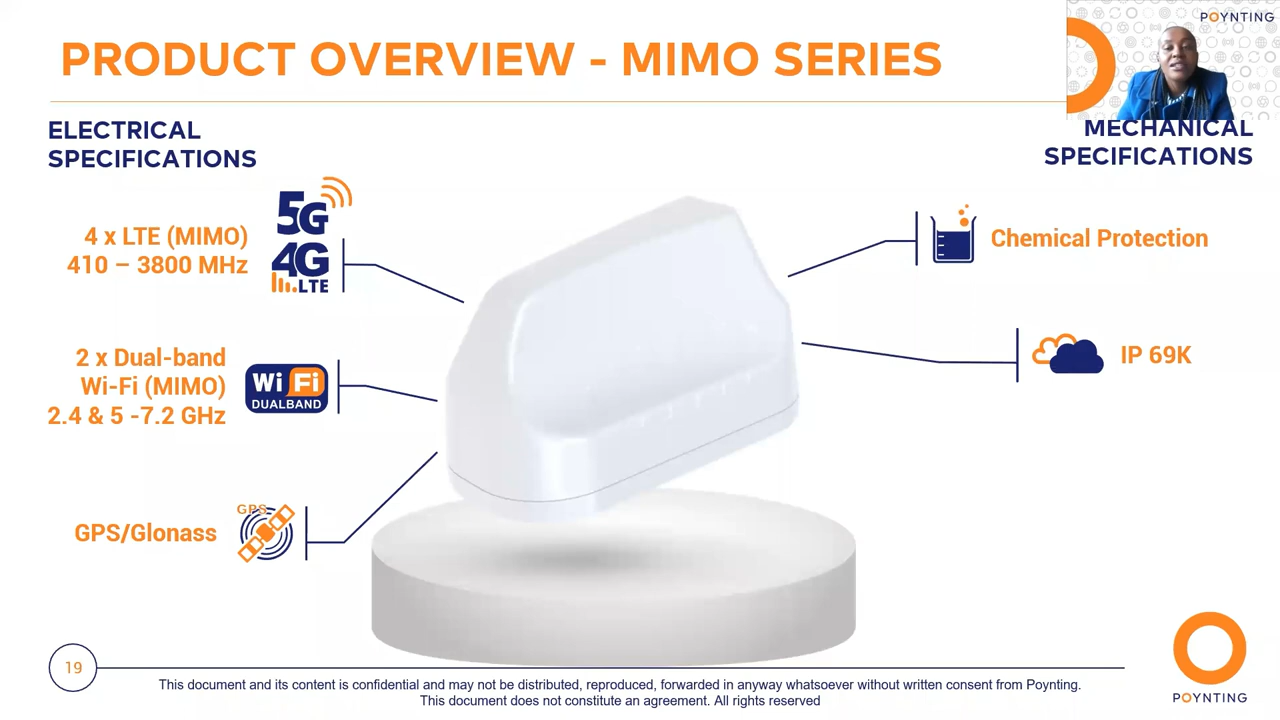 PRODUCT OVERVIEW - MIMO SERIES
POYNTING
ELECTRICAL
SPECIFICATIONS
MECHANICAL
SPECIFICATIONS
4 x LTE (MIMO)
410 – 3800 MHz
5G
4G
LTE
2 x Dual-band
Wi-Fi (MIMO)
2.4 & 5 -7.2 GHz
Wi Fi
DUALBAND
GPS/Glonass
GPS
Chemical Protection
IP 69K
19
This document and its content is confidential and may not be distributed, reproduced, forwarded in anyway whatsoever without written consent from Poynting.
This document does not constitute an agreement. All rights reserved
POYNTING